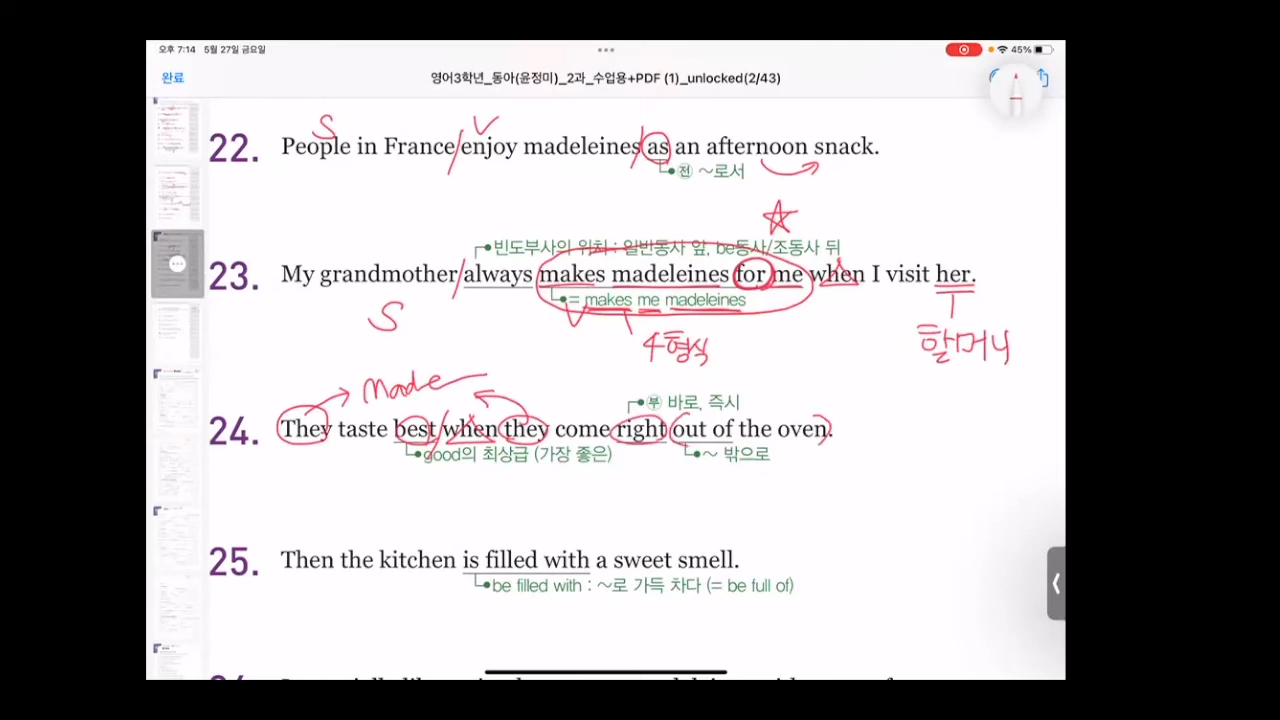 오후 7:14 5월 27일 금요일
45%
완료
영어3학년_동아(윤정미)_2과_수업용+PDF (1)_unlocked(2/43)
S V
22. People in France/enjoy madeleines/as an afternoon snack.
전 ~로서
빈도부사의 위치 : 일반동사 앞, be동사/조동사 뒤
23. My grandmother/always makes madeleines for me when I visit her.
= makes me madeleines
S V
4형식
할머니
made
부 바로, 즉시
24. They taste best/when they come right (out of the oven).
good의 최상급 (가장 좋은)
~ 밖으로
25. Then the kitchen is filled with a sweet smell.
be filled with : ~로 가득 차다 (= be full of)